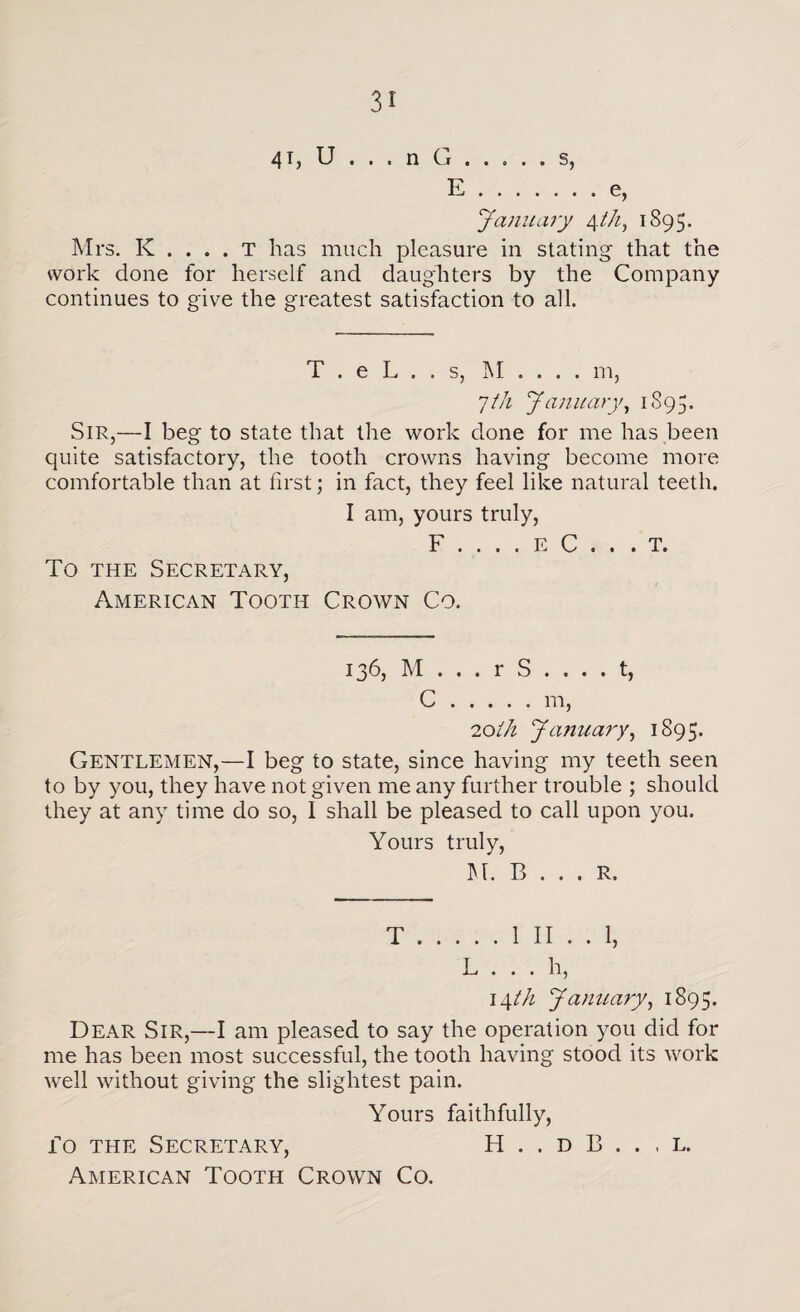 31
41, U . . . n G . . . . . s,
E . . . . . . . e,
January 4th, 1895.
Mrs. K . . . . T has much pleasure in stating that the
work done for herself and daughters by the Company
continues to give the greatest satisfaction to all.
T . e L . . s, M . . . . m,
7th January, 1895.
SIR,—I beg to state that the work done for me has been
quite satisfactory, the tooth crowns having become more
comfortable than at first; in fact, they feel like natural teeth.
I am, yours truly,
F . . . . E C . . . T.
TO THE SECRETARY,
AMERICAN TOOTH CROWN CO.
136, M . . . r S . . . . t,
C . . . . . m,
20th January, 1895.
GENTLEMEN,—I beg to state, since having my teeth seen
to by you, they have not given me any further trouble ; should
they at any time do so, I shall be pleased to call upon you.
Yours truly,
M. B . . . R.
T . . . . . l H . . l,
L . . . h,
14th January, 1895.
DEAR SIR,—I am pleased to say the operation you did for
me has been most successful, the tooth having stood its work
well without giving the slightest pain.
Yours faithfully,
To THE SECRETARY, H . . D B . . . L.
AMERICAN TOOTH CROWN CO.